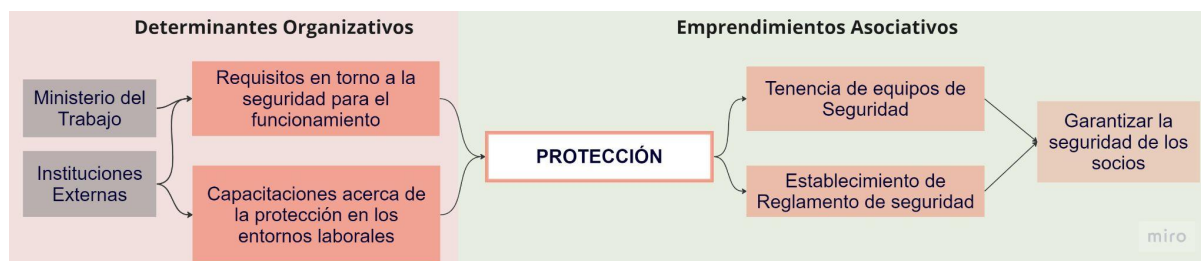 Determinantes Organizativos
Emprendimientos Asociativos
Ministerio del
Trabajo
Instituciones
Externas
Requisitos en torno a la
seguridad para el
funcionamiento
Capacitaciones acerca de
la protección en los
entornos laborales
PROTECCIÓN
Tenencia de equipos de
Seguridad
Establecimiento de
Reglamento de seguridad
Garantizar la
seguridad de los
socios
miro